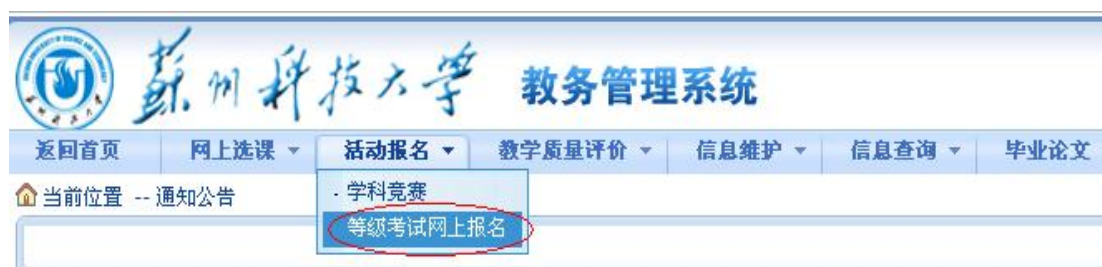 蘇州科技大学 教务管理系统
返回首页 网上选课 活动报名 教学质量评价 信息维护 信息查询 毕业论文
当前位置 -- 通知公告
· 学科竞赛
等级考试网上报名